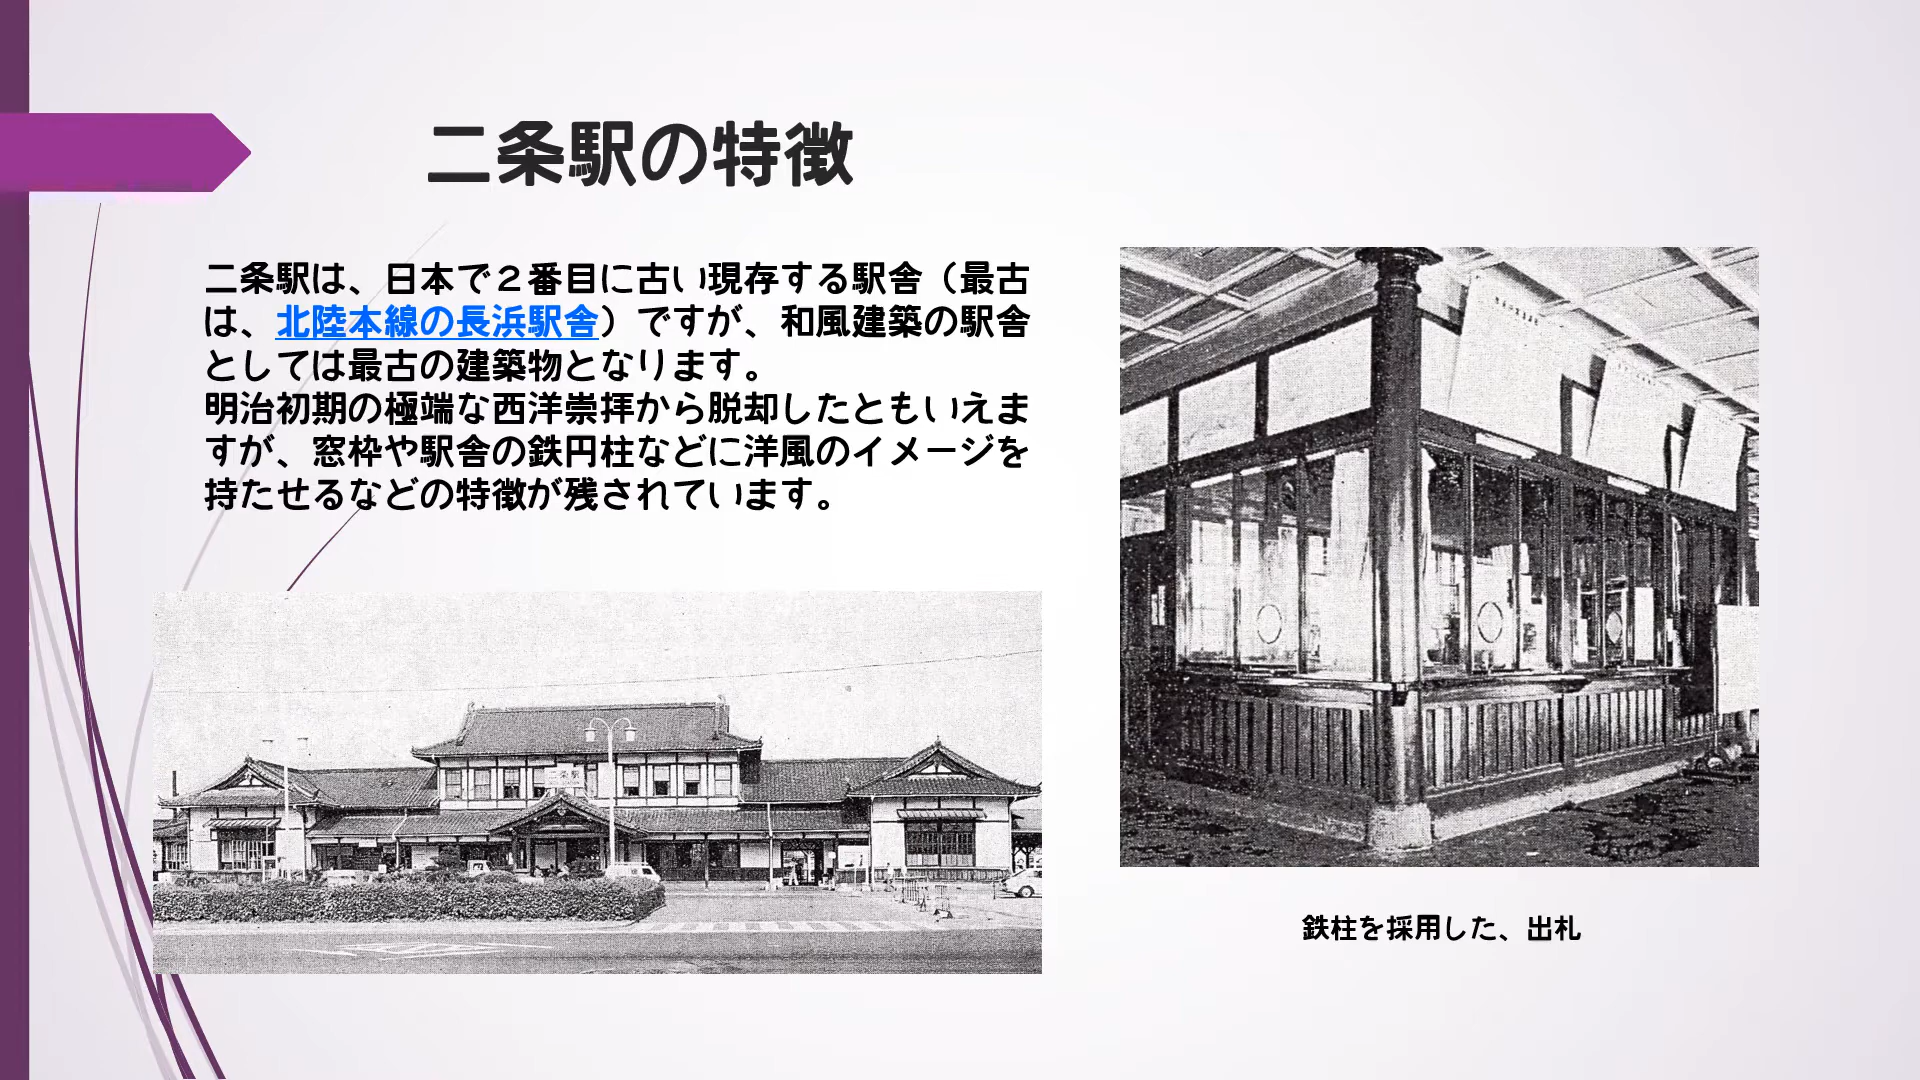 二条駅の特徴
二条駅は、日本で２番目に古い現存する駅舎（最古
は、北陸本線の長浜駅舎）ですが、和風建築の駅舎
としては最古の建築物となります。
明治初期の極端な西洋崇拝から脱却したともいえま
すが、窓枠や駅舎の鉄円柱などに洋風のイメージを
持たせるなどの特徴が残されています。
二条駅
鉄柱を採用した、出札